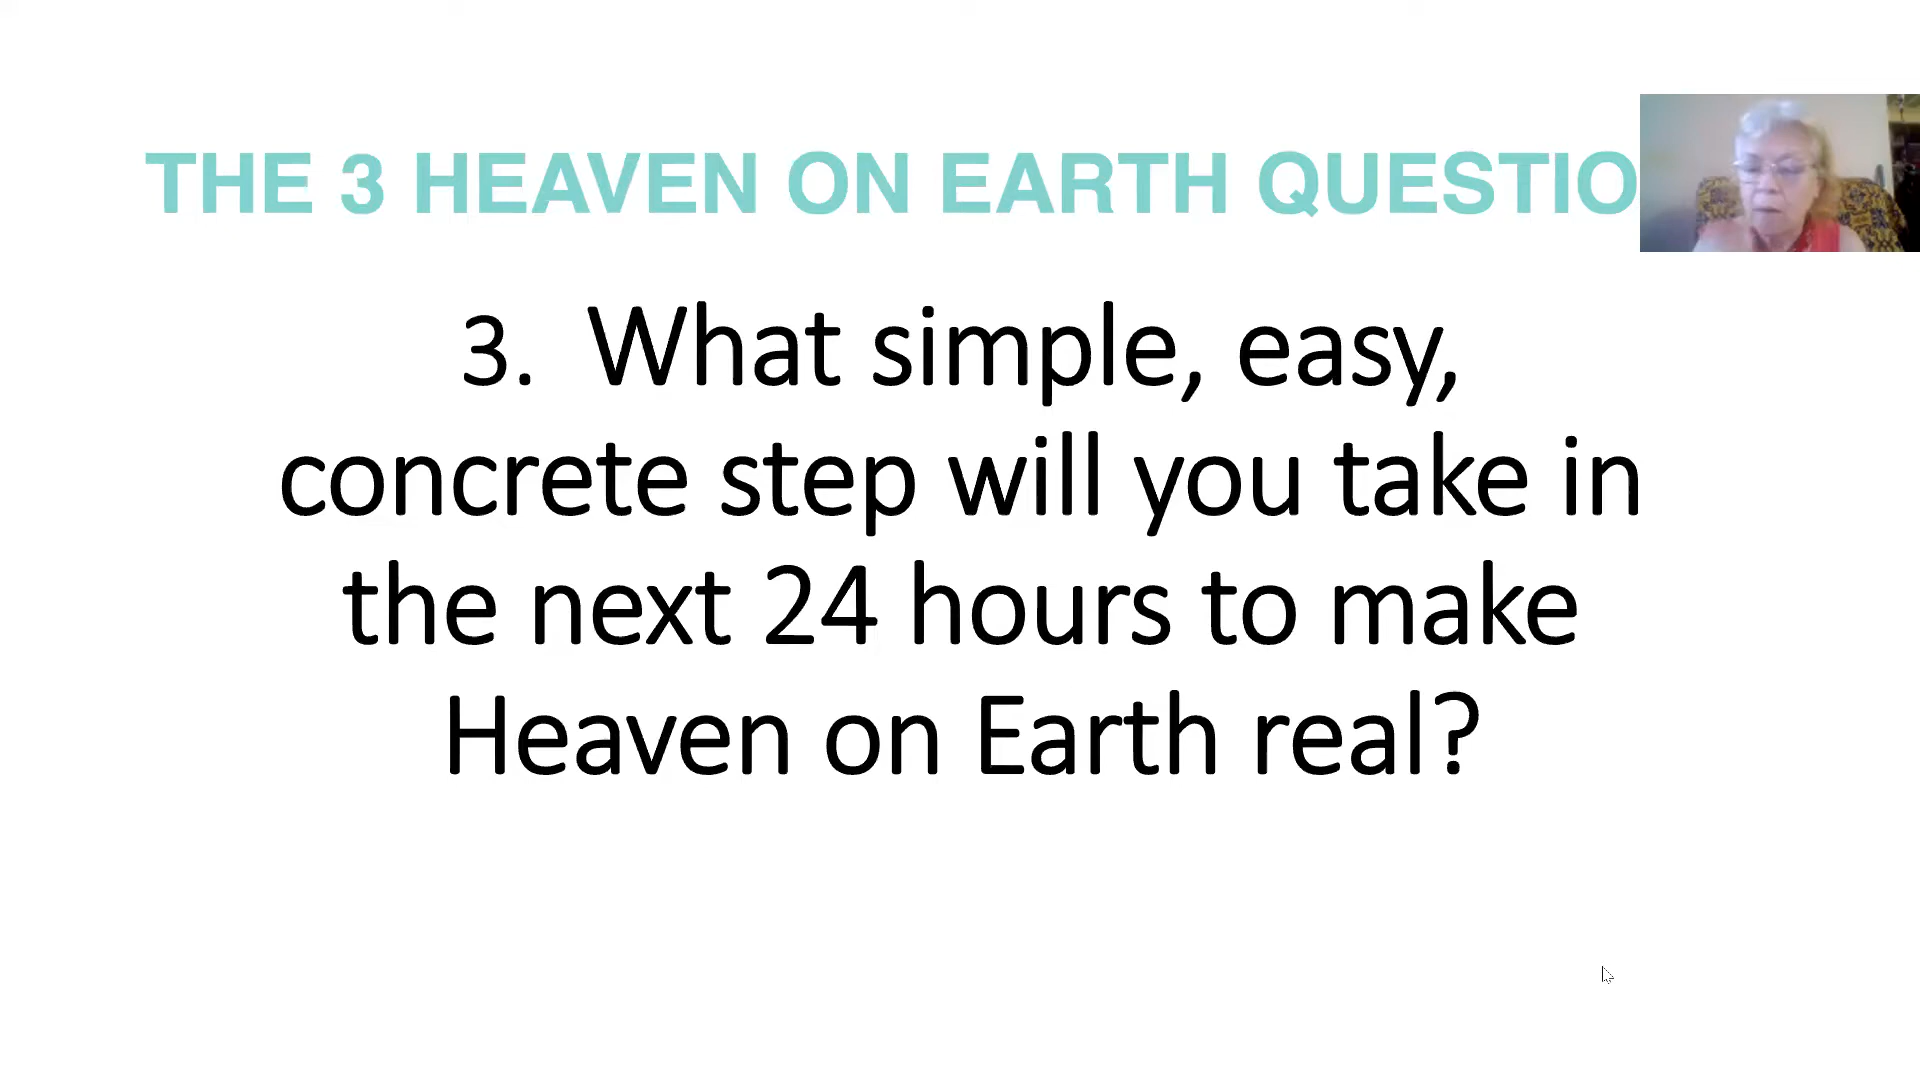 THE 3 HEAVEN ON EARTH QUESTIO
3. What simple, easy,
concrete step will you take in
the next 24 hours to make
Heaven on Earth real?